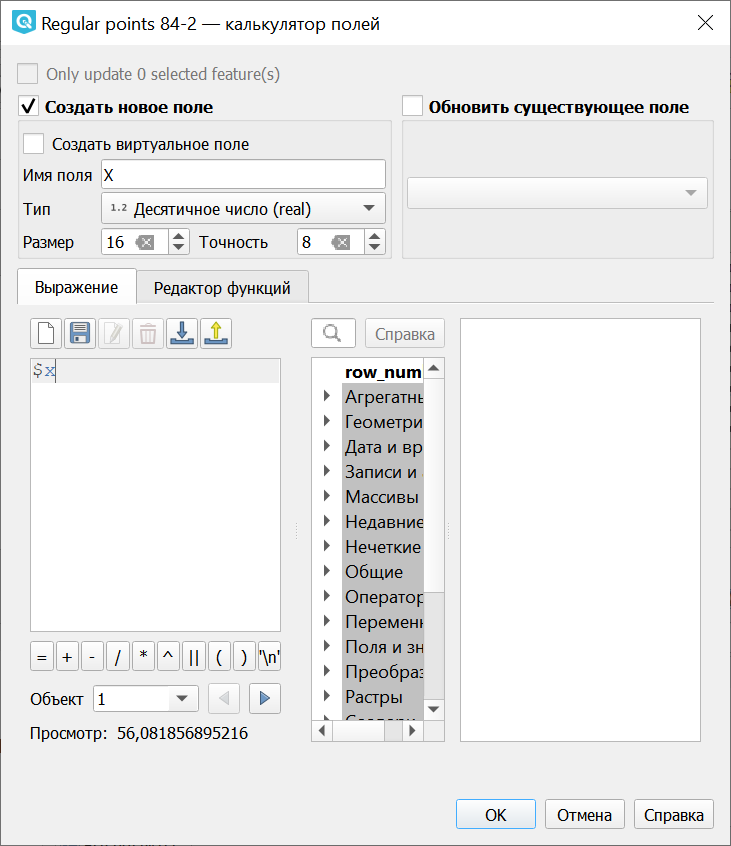 Regular points 84-2 — калькулятор полей
Only update 0 selected feature(s)
Создать новое поле
Обновить существующее поле
Создать виртуальное поле
Имя поля X
Тип 1.2 Десятичное число (real)
Размер 16 Точность 8
Выражение Редактор функций
Справка
$x
row_num
Агрегатнь
Геометри
Дата и вр
Записи и
Массивы
Недавние
Нечеткие
Общие
Оператор
Перемен
Поля и зн
Преобраз
Растры
= + - / * ^ || ( ) '\n'
Объект 1
Просмотр: 56,081856895216
OK Отмена Справка